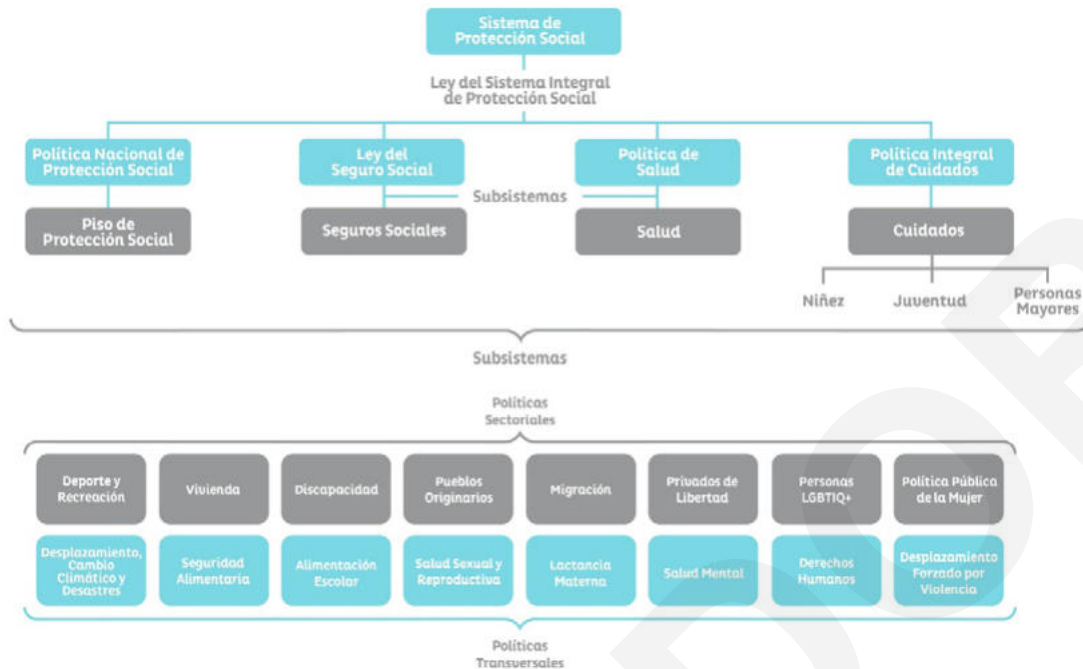 Sistema de
Protección Social
Ley del Sistema Integral
de Protección Social
Política Nacional de
Protección Social
Ley del
Seguro Social
Política de
Salud
Política Integral
de Cuidados
Subsistemas
Piso de
Protección Social
Seguros Sociales
Salud
Cuidados
Niñez
Juventud
Personas
Mayores
Subsistemas
Políticas
Sectoriales
Deporte y
Recreación
Vivienda
Discapacidad
Pueblos
Originarios
Migración
Privados de
Libertad
Personas
LGBTIQ+
Política Pública
de la Mujer
Desplazamiento,
Cambio
Climático y
Desastres
Seguridad
Alimentaria
Alimentación
Escolar
Salud Sexual y
Reproductiva
Lactancia
Materna
Salud Mental
Derechos
Humanos
Desplazamiento
Forzado por
Violencia
Políticas
Transversales